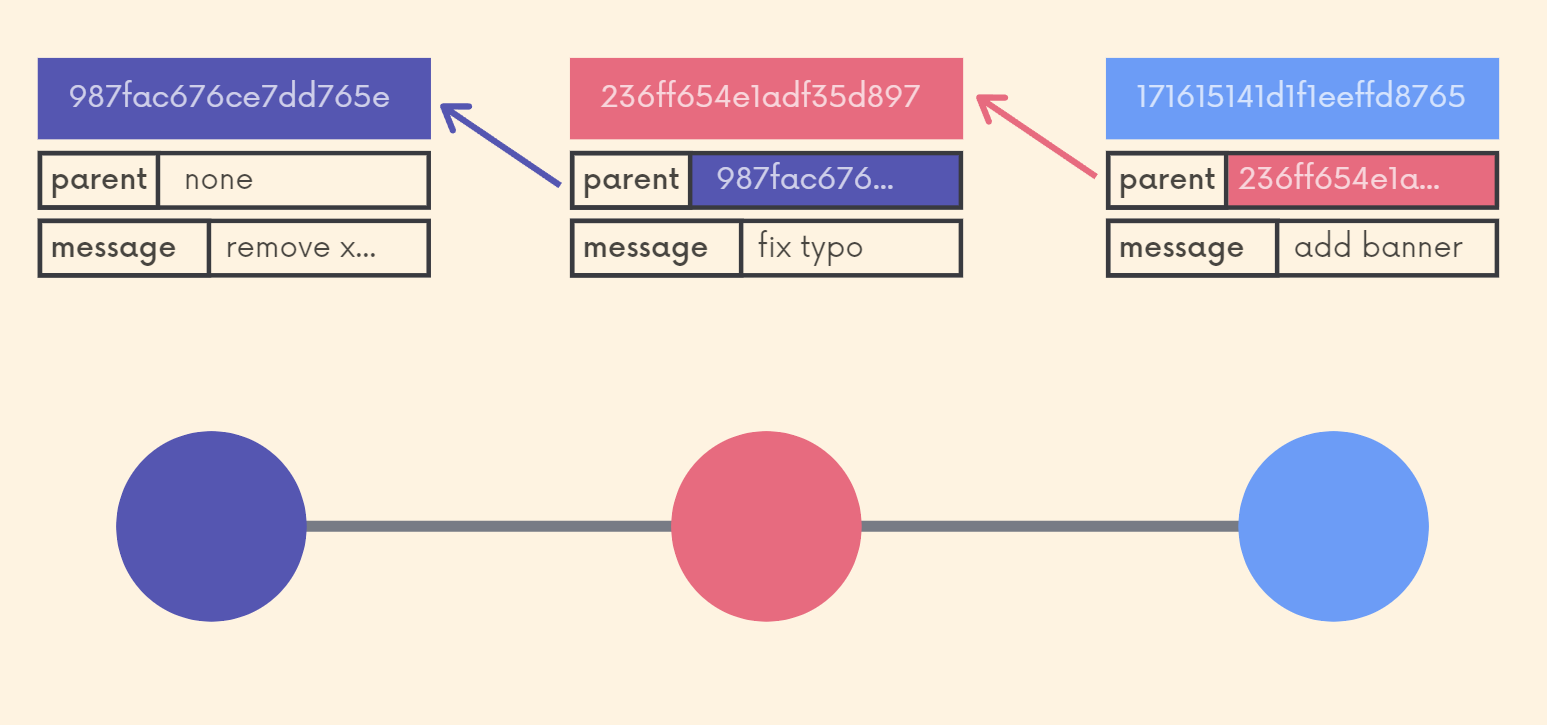 987fac676ce7dd765e
parent none
message remove x...
236ff654e1adf35d897
parent 987fac676...
message fix typo
171615141d1f1eeffd8765
parent 236ff654e1a...
message add banner